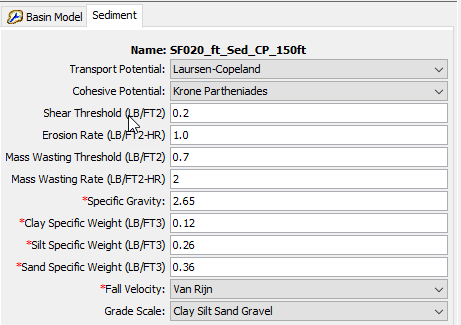 Basin Model Sediment
Name: SF020_ft_Sed_CP_150ft
Transport Potential: Laursen-Copeland
Cohesive Potential: Krone Partheniades
Shear Threshold (LB/FT2) 0.2
Erosion Rate (LB/FT2-HR) 1.0
Mass Wasting Threshold (LB/FT2) 0.7
Mass Wasting Rate (LB/FT2-HR) 2
*Specific Gravity: 2.65
*Clay Specific Weight (LB/FT3) 0.12
*Silt Specific Weight (LB/FT3) 0.26
*Sand Specific Weight (LB/FT3) 0.36
*Fall Velocity: Van Rijn
Grade Scale: Clay Silt Sand Gravel